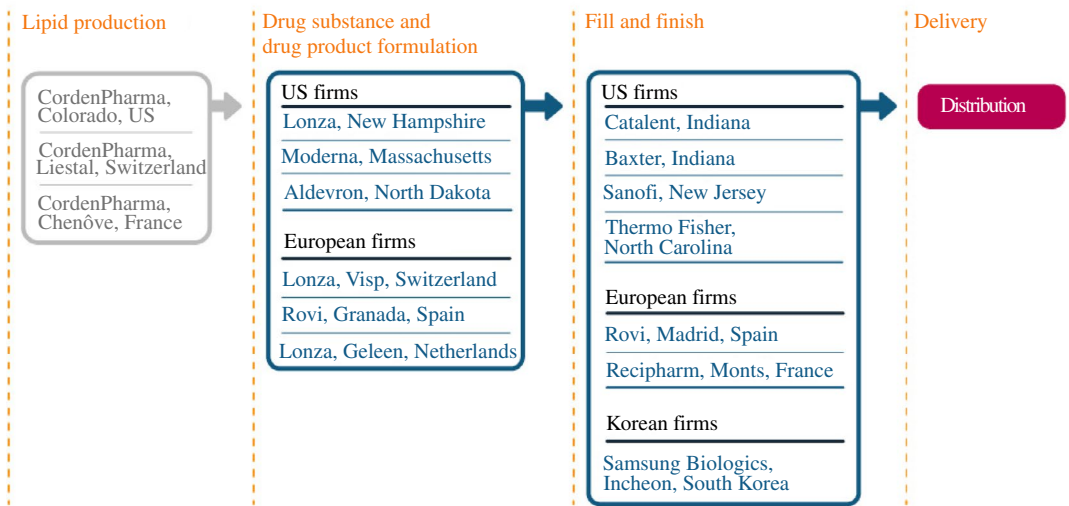 Lipid production
CordenPharma,
Colorado, US
CordenPharma,
Liestal, Switzerland
CordenPharma,
Chenôve, France
Drug substance and
drug product formulation
US firms
Lonza, New Hampshire
Moderna, Massachusetts
Aldevron, North Dakota
European firms
Lonza, Visp, Switzerland
Rovi, Granada, Spain
Lonza, Geleen, Netherlands
Fill and finish
US firms
Catalent, Indiana
Baxter, Indiana
Sanofi, New Jersey
Thermo Fisher,
North Carolina
European firms
Rovi, Madrid, Spain
Recipharm, Monts, France
Korean firms
Samsung Biologics,
Incheon, South Korea
Delivery
Distribution